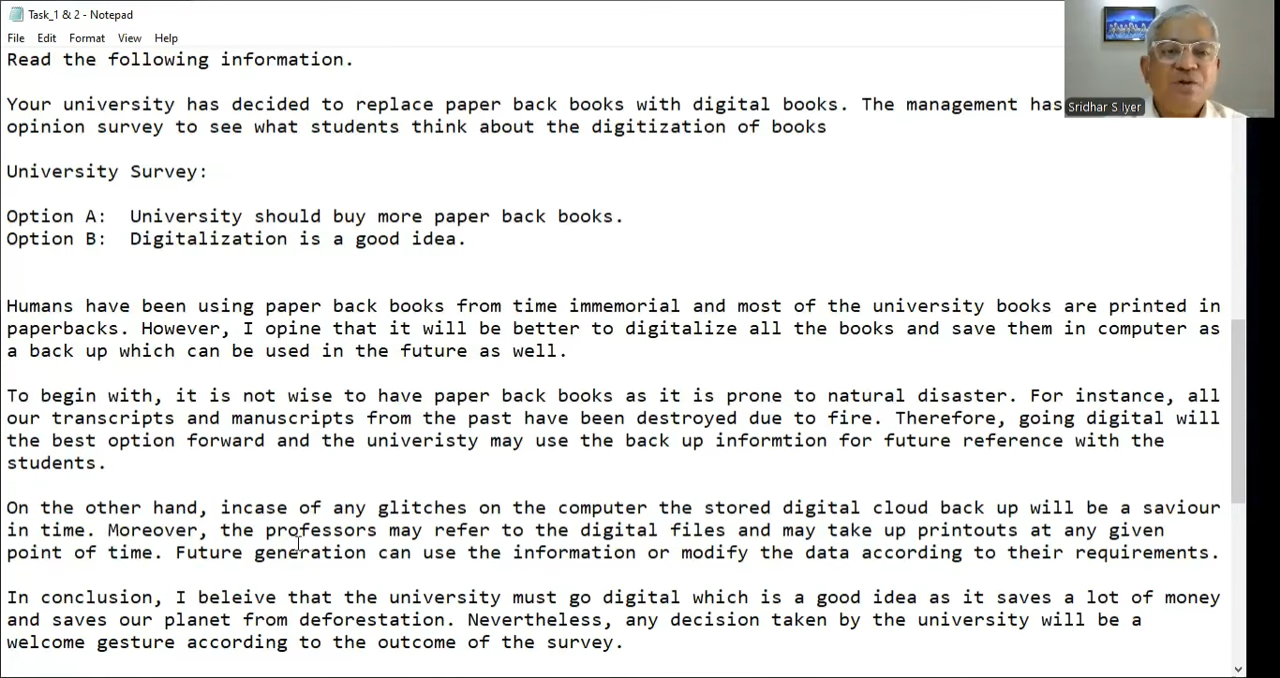 Task_1 & 2 - Notepad
File Edit Format View Help
Read the following information.
Your university has decided to replace paper back books with digital books. The management has
opinion survey to see what students think about the digitization of books
University Survey:
Option A: University should buy more paper back books.
Option B: Digitalization is a good idea.
Humans have been using paper back books from time immemorial and most of the university books are printed in
paperbacks. However, I opine that it will be better to digitalize all the books and save them in computer as
a back up which can be used in the future as well.
To begin with, it is not wise to have paper back books as it is prone to natural disaster. For instance, all
our transcripts and manuscripts from the past have been destroyed due to fire. Therefore, going digital will
the best option forward and the univeristy may use the back up informtion for future reference with the
students.
On the other hand, incase of any glitches on the computer the stored digital cloud back up will be a saviour
in time. Moreover, the professors may refer to the digital files and may take up printouts at any given
point of time. Future generation can use the information or modify the data according to their requirements.
In conclusion, I beleive that the university must go digital which is a good idea as it saves a lot of money
and saves our planet from deforestation. Nevertheless, any decision taken by the university will be a
welcome gesture according to the outcome of the survey.
Sridhar S Iyer